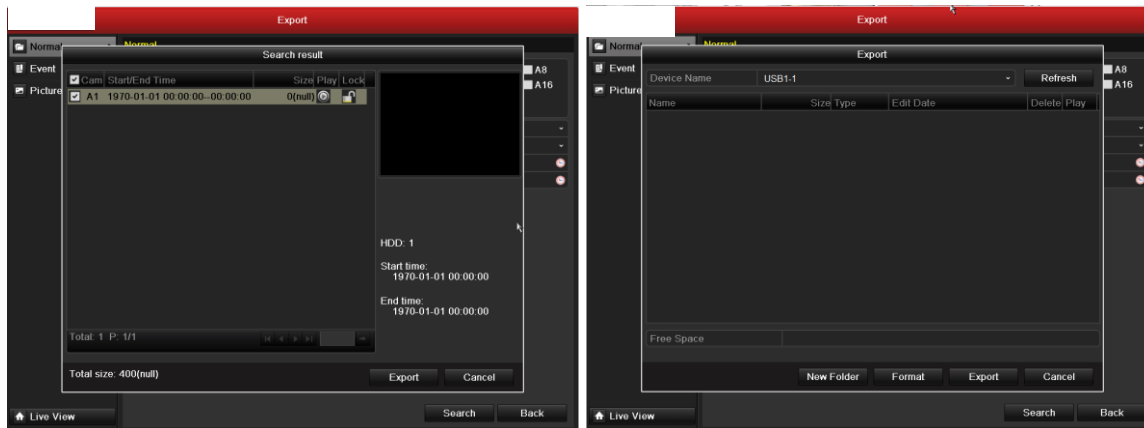 Export
Normal
Normal
Event
Picture
Search result
Cam Start/End Time Size Play Lock
A1 1970-01-01 00:00:00--00:00:00 0(null)
A8
A16
HDD: 1
Start time:
1970-01-01 00:00:00
End time:
1970-01-01 00:00:00
Total: 1 P: 1/1
Total size: 400(null)
Export Cancel
Live View
Search Back
Export
Normal
Normal
Event
Picture
Export
Device Name USB1-1 Refresh
Name Size Type Edit Date Delete Play
A8
A16
Free Space
New Folder Format Export Cancel
Live View
Search Back